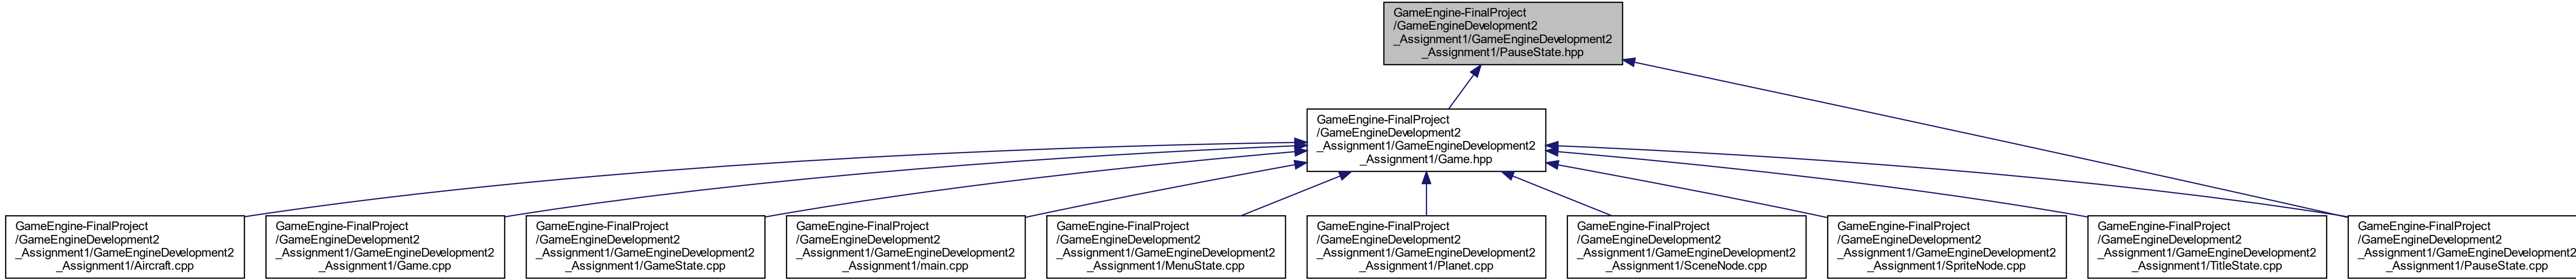 GameEngine-FinalProject
/GameEngineDevelopment2
_Assignment1/GameEngineDevelopment2
_Assignment1/PauseState.hpp
GameEngine-FinalProject
/GameEngineDevelopment2
_Assignment1/GameEngineDevelopment2
_Assignment1/Game.hpp
GameEngine-FinalProject
/GameEngineDevelopment2
_Assignment1/GameEngineDevelopment2
_Assignment1/Aircraft.cpp
GameEngine-FinalProject
/GameEngineDevelopment2
_Assignment1/GameEngineDevelopment2
_Assignment1/Game.cpp
GameEngine-FinalProject
/GameEngineDevelopment2
_Assignment1/GameEngineDevelopment2
_Assignment1/GameState.cpp
GameEngine-FinalProject
/GameEngineDevelopment2
_Assignment1/GameEngineDevelopment2
_Assignment1/main.cpp
GameEngine-FinalProject
/GameEngineDevelopment2
_Assignment1/GameEngineDevelopment2
_Assignment1/MenuState.cpp
GameEngine-FinalProject
/GameEngineDevelopment2
_Assignment1/GameEngineDevelopment2
_Assignment1/Planet.cpp
GameEngine-FinalProject
/GameEngineDevelopment2
_Assignment1/GameEngineDevelopment2
_Assignment1/SceneNode.cpp
GameEngine-FinalProject
/GameEngineDevelopment2
_Assignment1/GameEngineDevelopment2
_Assignment1/SpriteNode.cpp
GameEngine-FinalProject
/GameEngineDevelopment2
_Assignment1/GameEngineDevelopment2
_Assignment1/TitleState.cpp
GameEngine-FinalProject
/GameEngineDevelopment2
_Assignment1/GameEngineDevelopment2
_Assignment1/PauseState.cpp